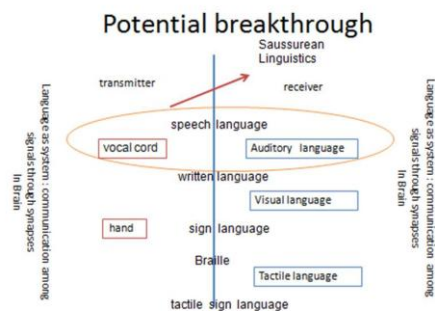 Potential breakthrough
Saussurean
Linguistics
transmitter
receiver
speech language
vocal cord
Auditory language
written language
Visual language
hand
sign language
Braille
Tactile language
tactile sign language
Language as system : communication among
signals through synapses
In Brain
Language as system : communication among
signals through synapses
In Brain